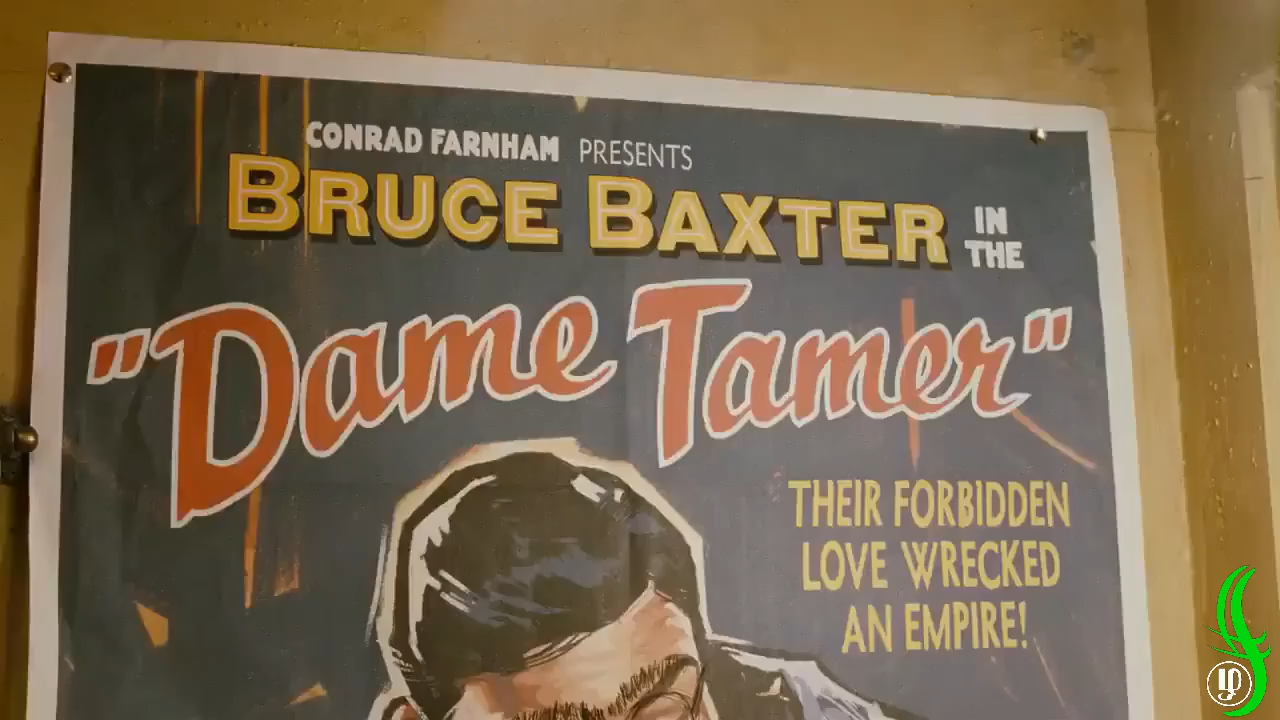 CONRAD FARNHAM PRESENTS
BRUCE BAXTER IN THE
"Dame Tamer"
THEIR FORBIDDEN
LOVE WRECKED
AN EMPIRE!